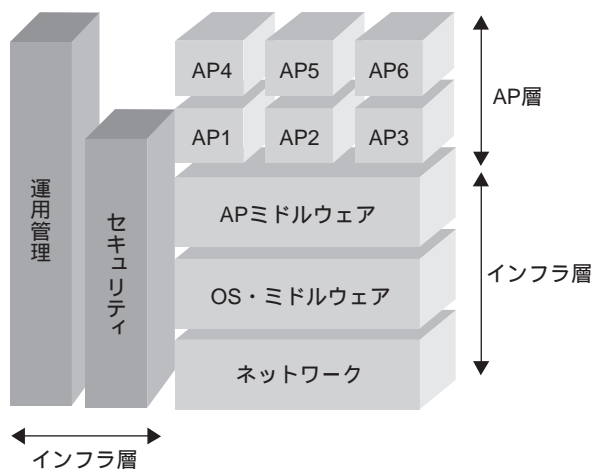 AP4 AP5 AP6
AP1 AP2 AP3
AP層
運用管理
セキュリティ
APミドルウェア
OS・ミドルウェア
ネットワーク
インフラ層
インフラ層